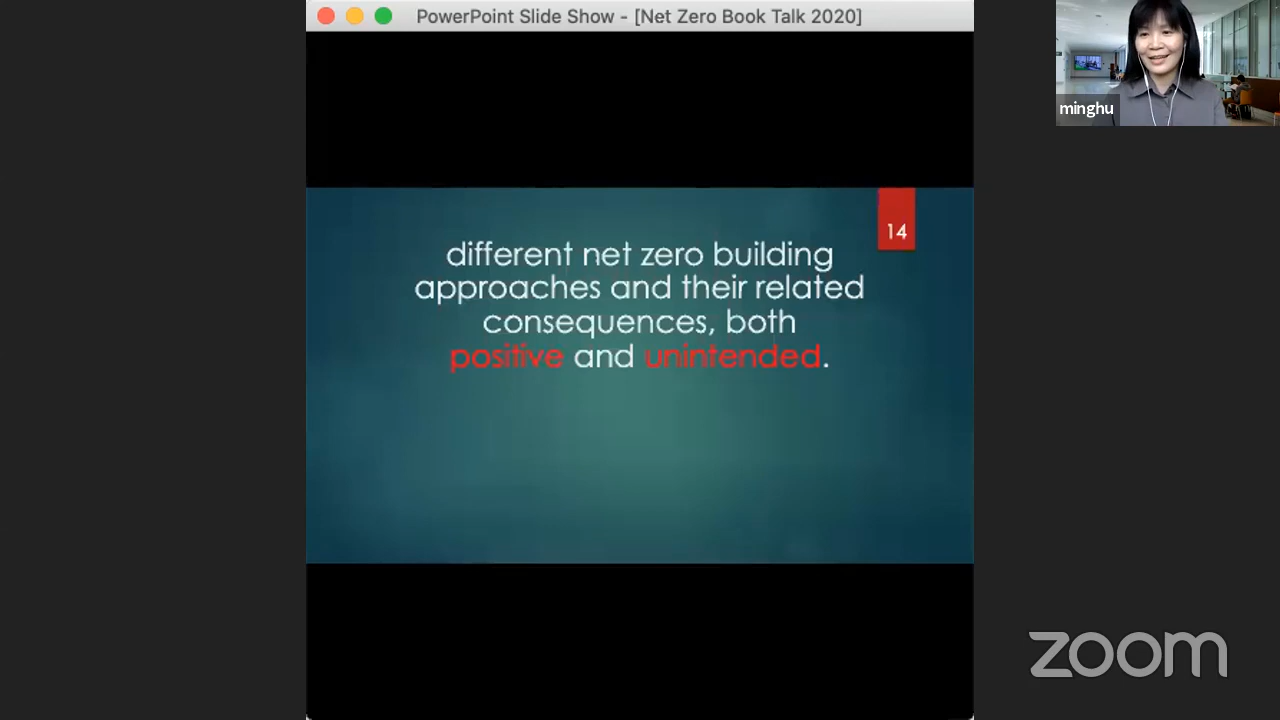 PowerPoint Slide Show - [Net Zero Book Talk 2020]
minghu
14
different net zero building
approaches and their related
consequences, both
positive and unintended.
zoom